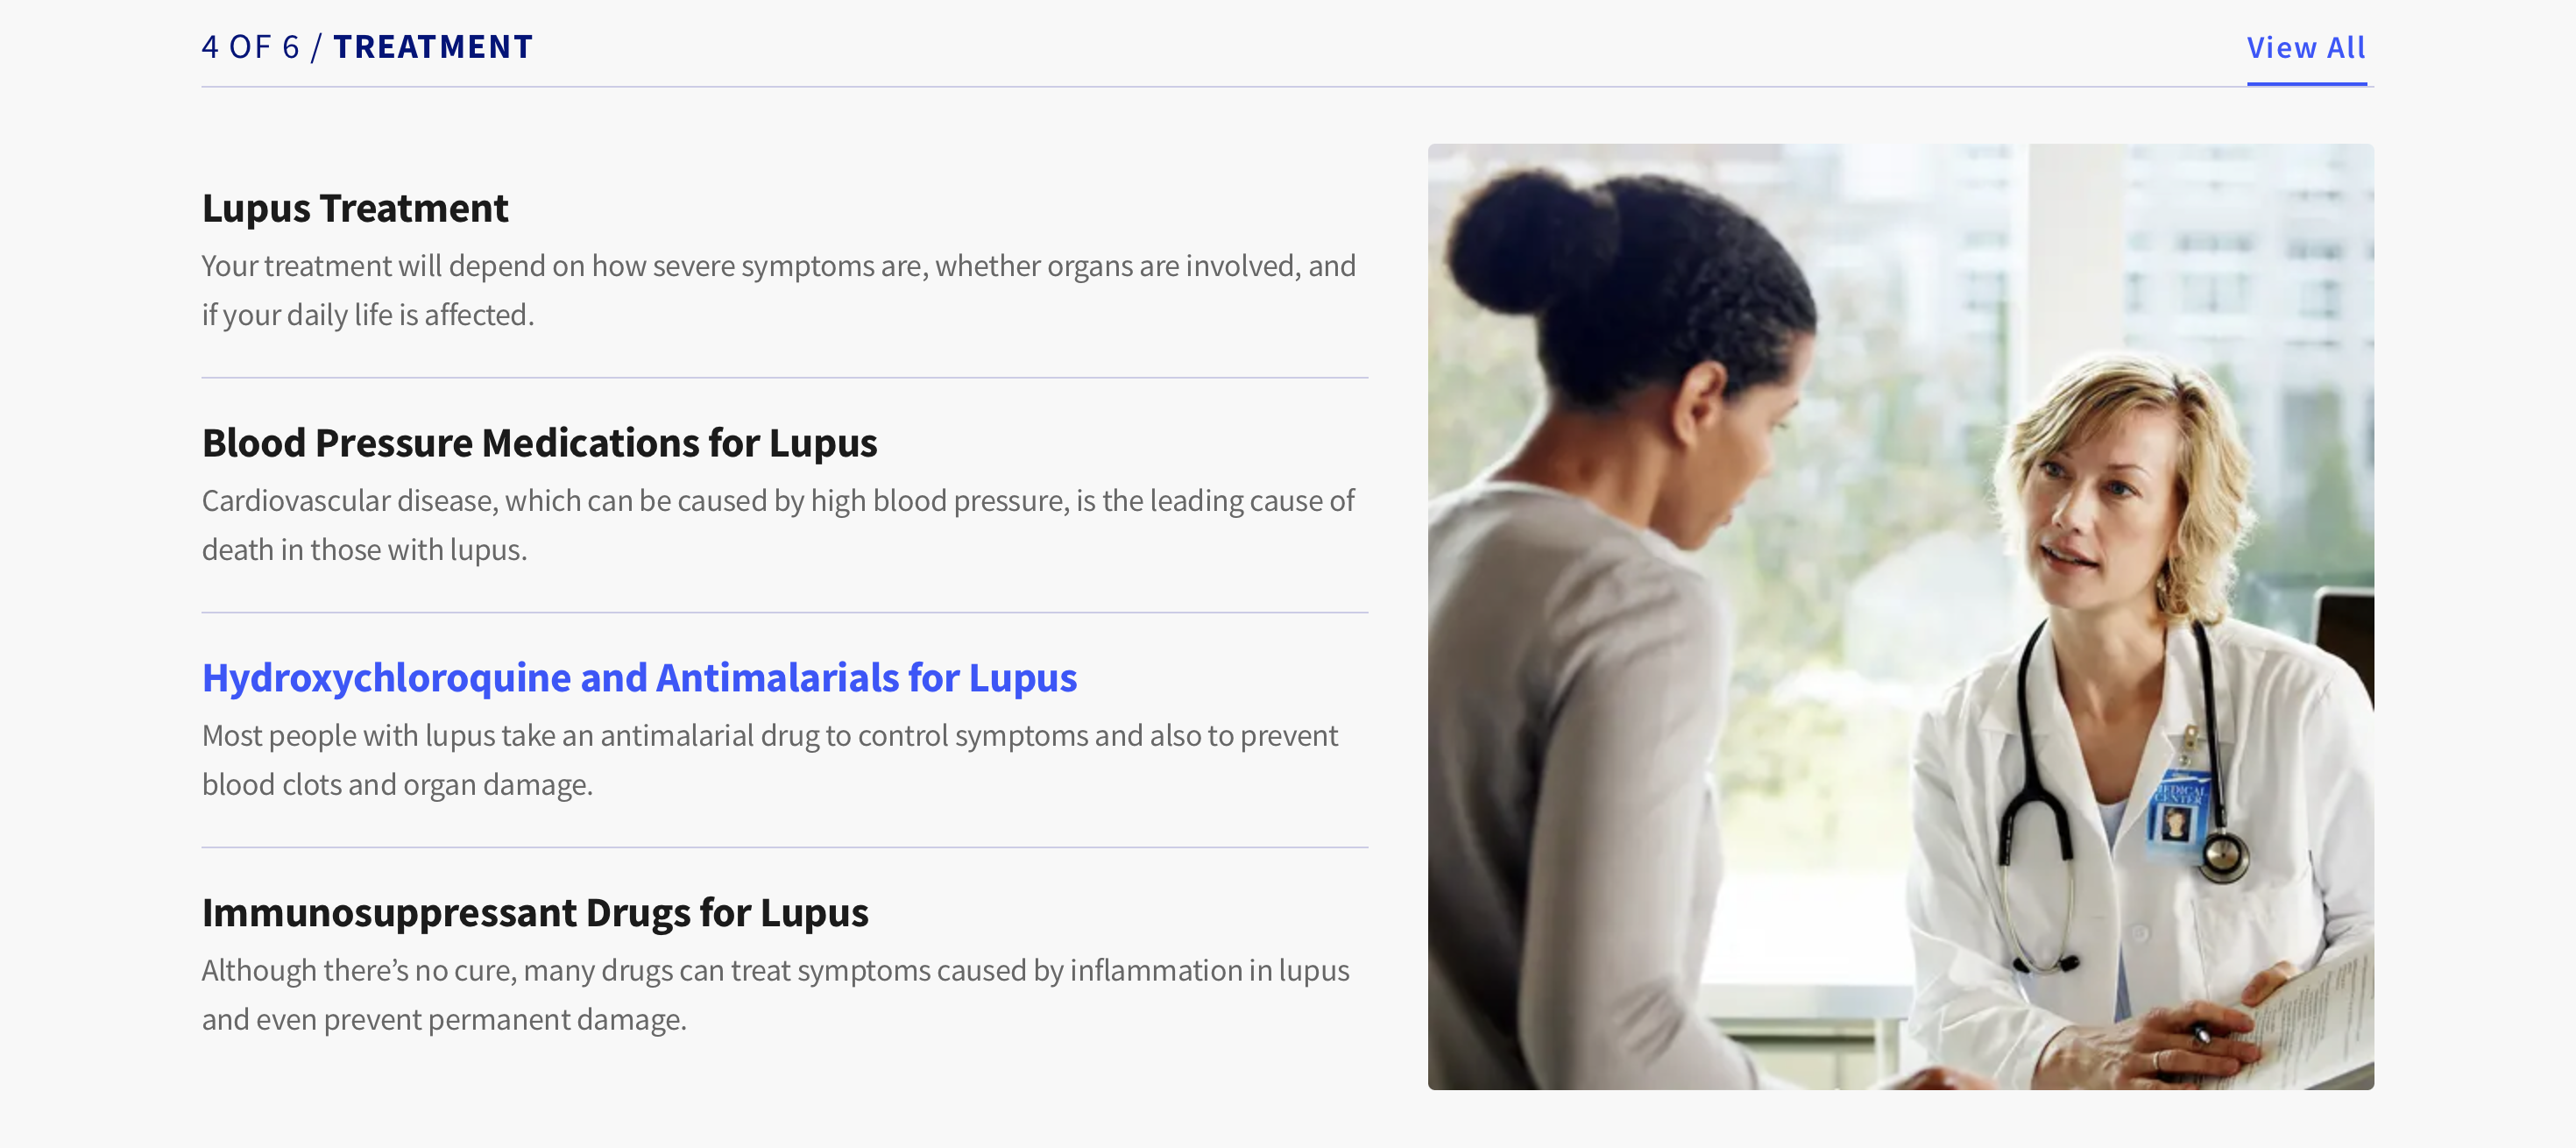 4 OF 6 / TREATMENT
View All
Lupus Treatment
Your treatment will depend on how severe symptoms are, whether organs are involved, and
if your daily life is affected.
Blood Pressure Medications for Lupus
Cardiovascular disease, which can be caused by high blood pressure, is the leading cause of
death in those with lupus.
Hydroxychloroquine and Antimalarials for Lupus
Most people with lupus take an antimalarial drug to control symptoms and also to prevent
blood clots and organ damage.
Immunosuppressant Drugs for Lupus
Although there’s no cure, many drugs can treat symptoms caused by inflammation in lupus
and even prevent permanent damage.
MEDICAL
CENTER